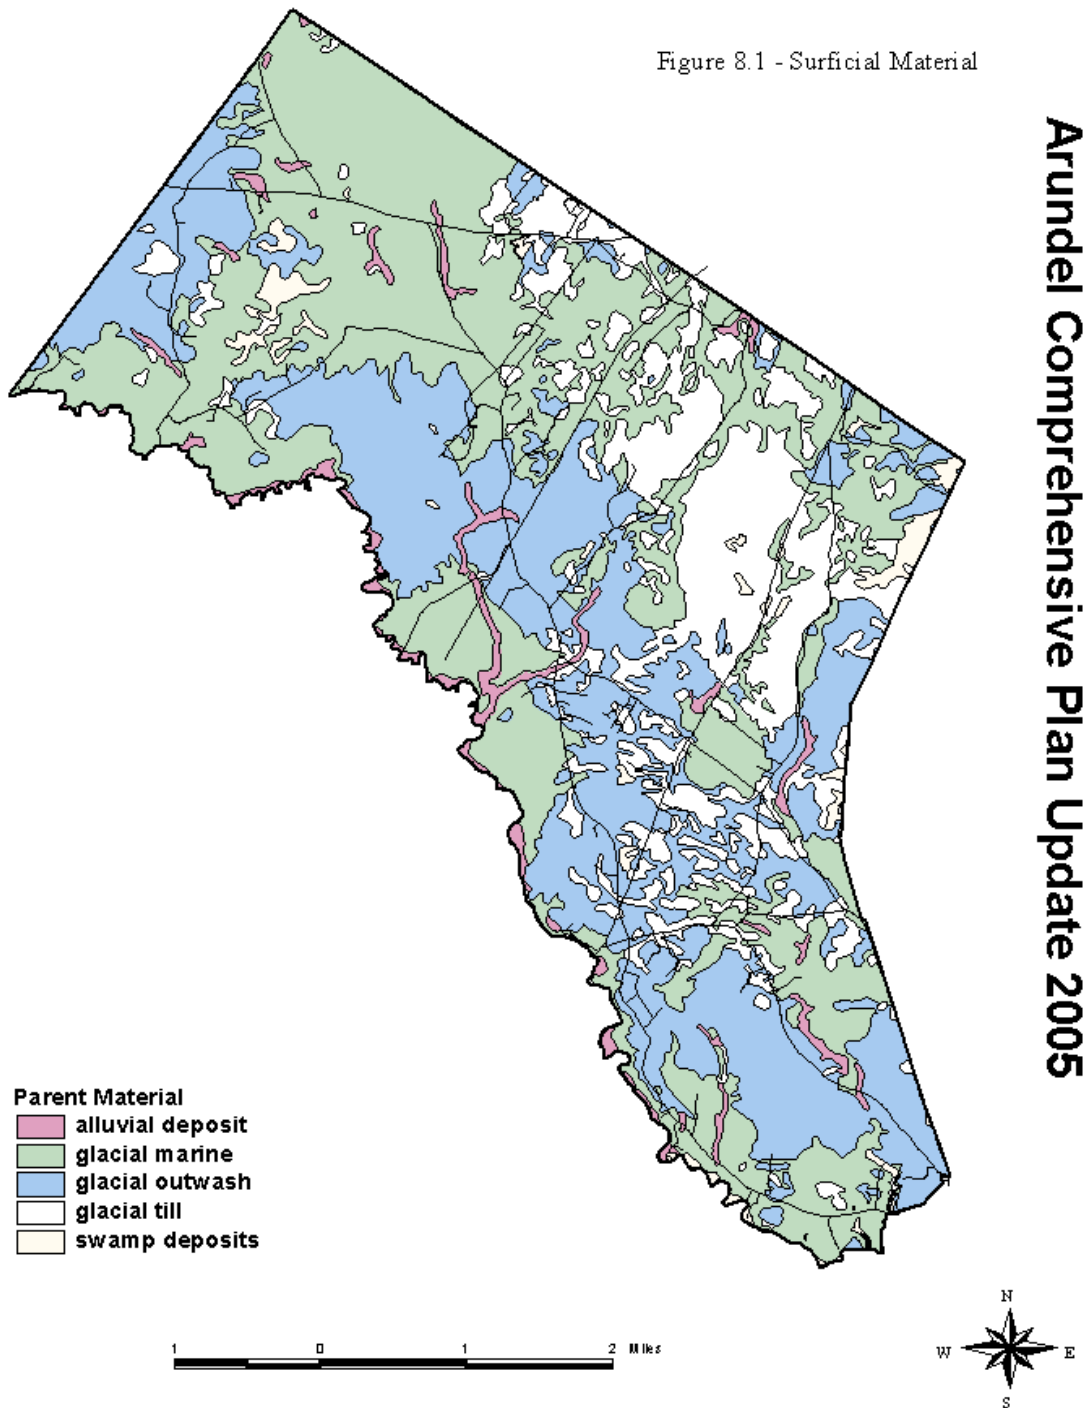 Figure 8.1 - Surficial Material
Arundel Comprehensive Plan Update 2005
Parent Material
alluvial deposit
glacial marine
glacial outwash
glacial till
swamp deposits
1 0 1 2 Miles
N
W E
S